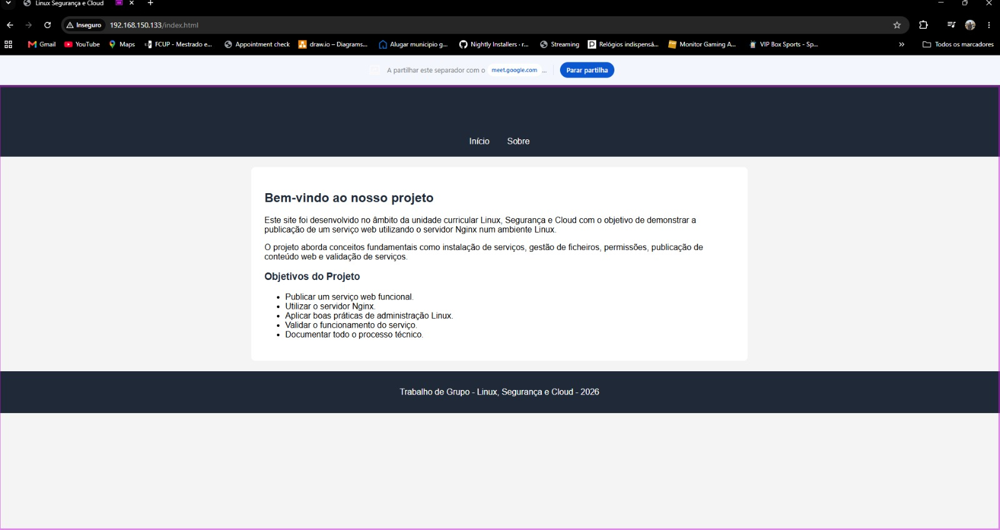 Linux Segurança e Cloud
Inseguro 192.168.150.133/index.html
Gmail YouTube Maps FCUP - Mestrado e... Appointment check draw.io – Diagrams... Alugar municipio g... Nightly Installers · r... Streaming Relógios indispensá... Monitor Gaming A... VIP Box Sports - Sp... » Todos os marcadores
A partilhar este separador com o meet.google.com ... Parar partilha
Início Sobre
Bem-vindo ao nosso projeto
Este site foi desenvolvido no âmbito da unidade curricular Linux, Segurança e Cloud com o objetivo de demonstrar a
publicação de um serviço web utilizando o servidor Nginx num ambiente Linux.
O projeto aborda conceitos fundamentais como instalação de serviços, gestão de ficheiros, permissões, publicação de
conteúdo web e validação de serviços.
Objetivos do Projeto
• Publicar um serviço web funcional.
• Utilizar o servidor Nginx.
• Aplicar boas práticas de administração Linux.
• Validar o funcionamento do serviço.
• Documentar todo o processo técnico.
Trabalho de Grupo - Linux, Segurança e Cloud - 2026